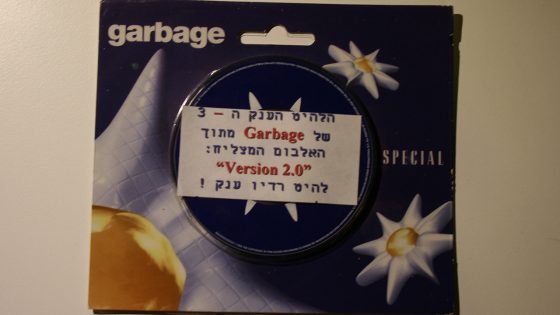 garbage
הלהיט הענק ה – 3
של Garbage מתוך
האלבום המצליח:
"Version 2.0"
להיט רדיו ענק !
SPECIAL